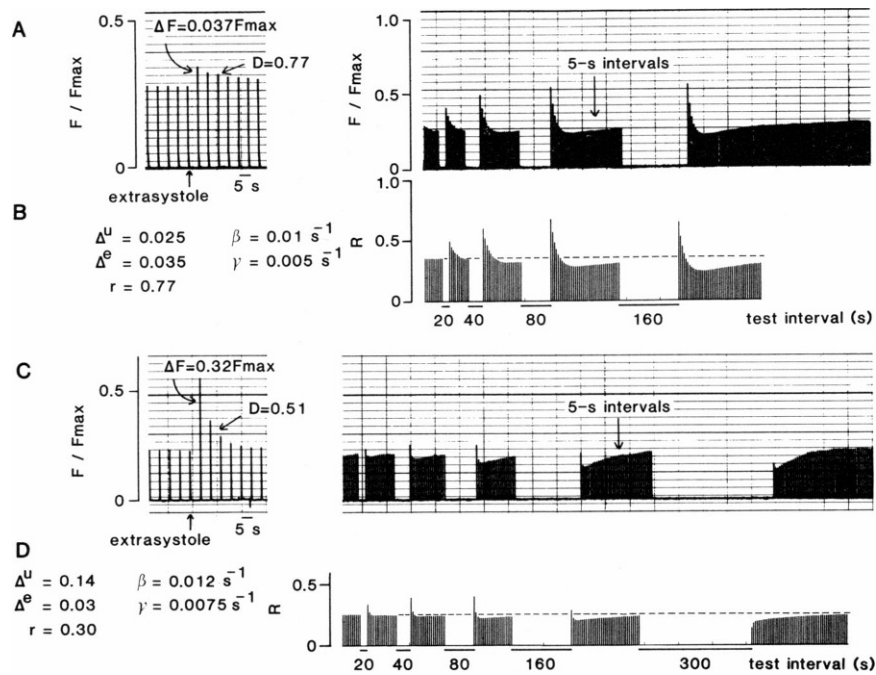 A
F / Fmax
0.5
0
ΔF=0.037Fmax
D=0.77
5 s
extrasystole
F / Fmax
1.0
0.5
0
5-s intervals
B
Δᵘ = 0.025 β = 0.01 s⁻¹
Δᵉ = 0.035 γ = 0.005 s⁻¹
r = 0.77
R
1.0
0.5
0
20 40 80 160 test interval (s)
C
F / Fmax
0.5
0
ΔF=0.32Fmax
D=0.51
5 s
extrasystole
5-s intervals
D
Δᵘ = 0.14 β = 0.012 s⁻¹
Δᵉ = 0.03 γ = 0.0075 s⁻¹
r = 0.30
R
0.5
0
20 40 80 160 300 test interval (s)